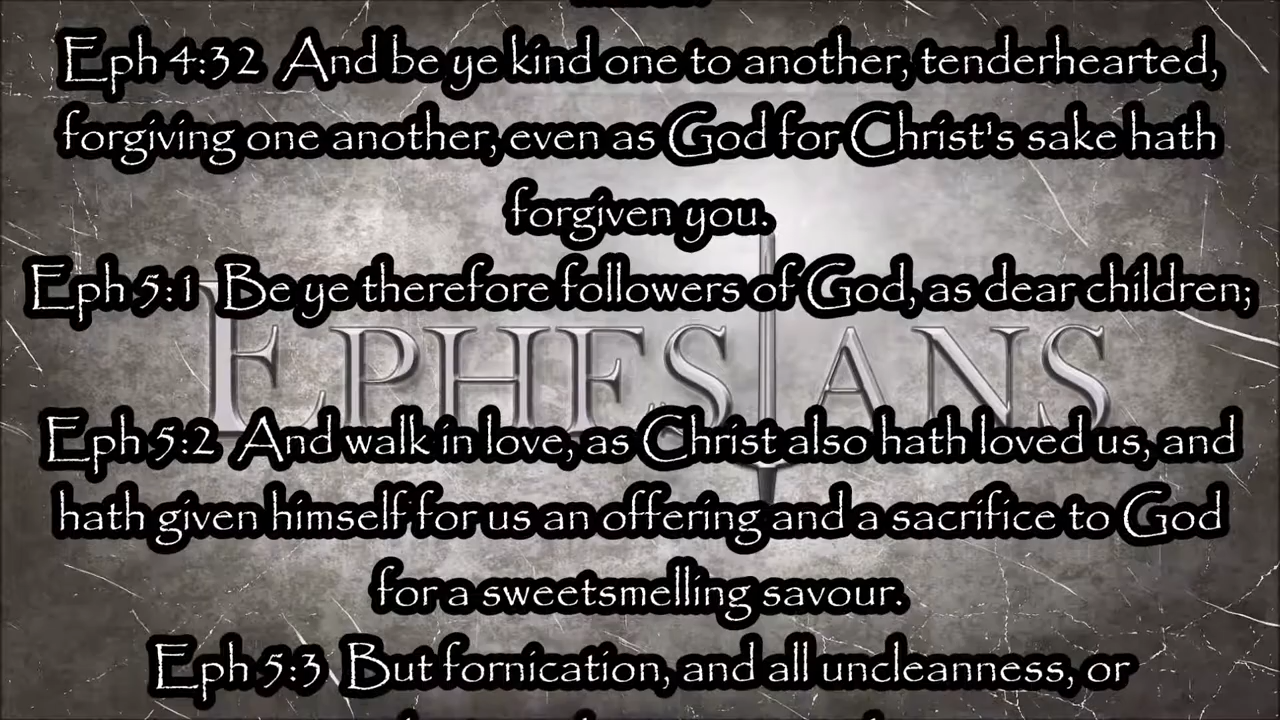 Eph 4:32 And be ye kind one to another, tenderhearted,
forgiving one another, even as God for Christ's sake hath
forgiven you.
Eph 5:1 Be ye therefore followers of God, as dear children;
EPHESIANS
Eph 5:2 And walk in love, as Christ also hath loved us, and
hath given himself for us an offering and a sacrifice to God
for a sweetsmelling savour.
Eph 5:3 But fornication, and all uncleanness, or